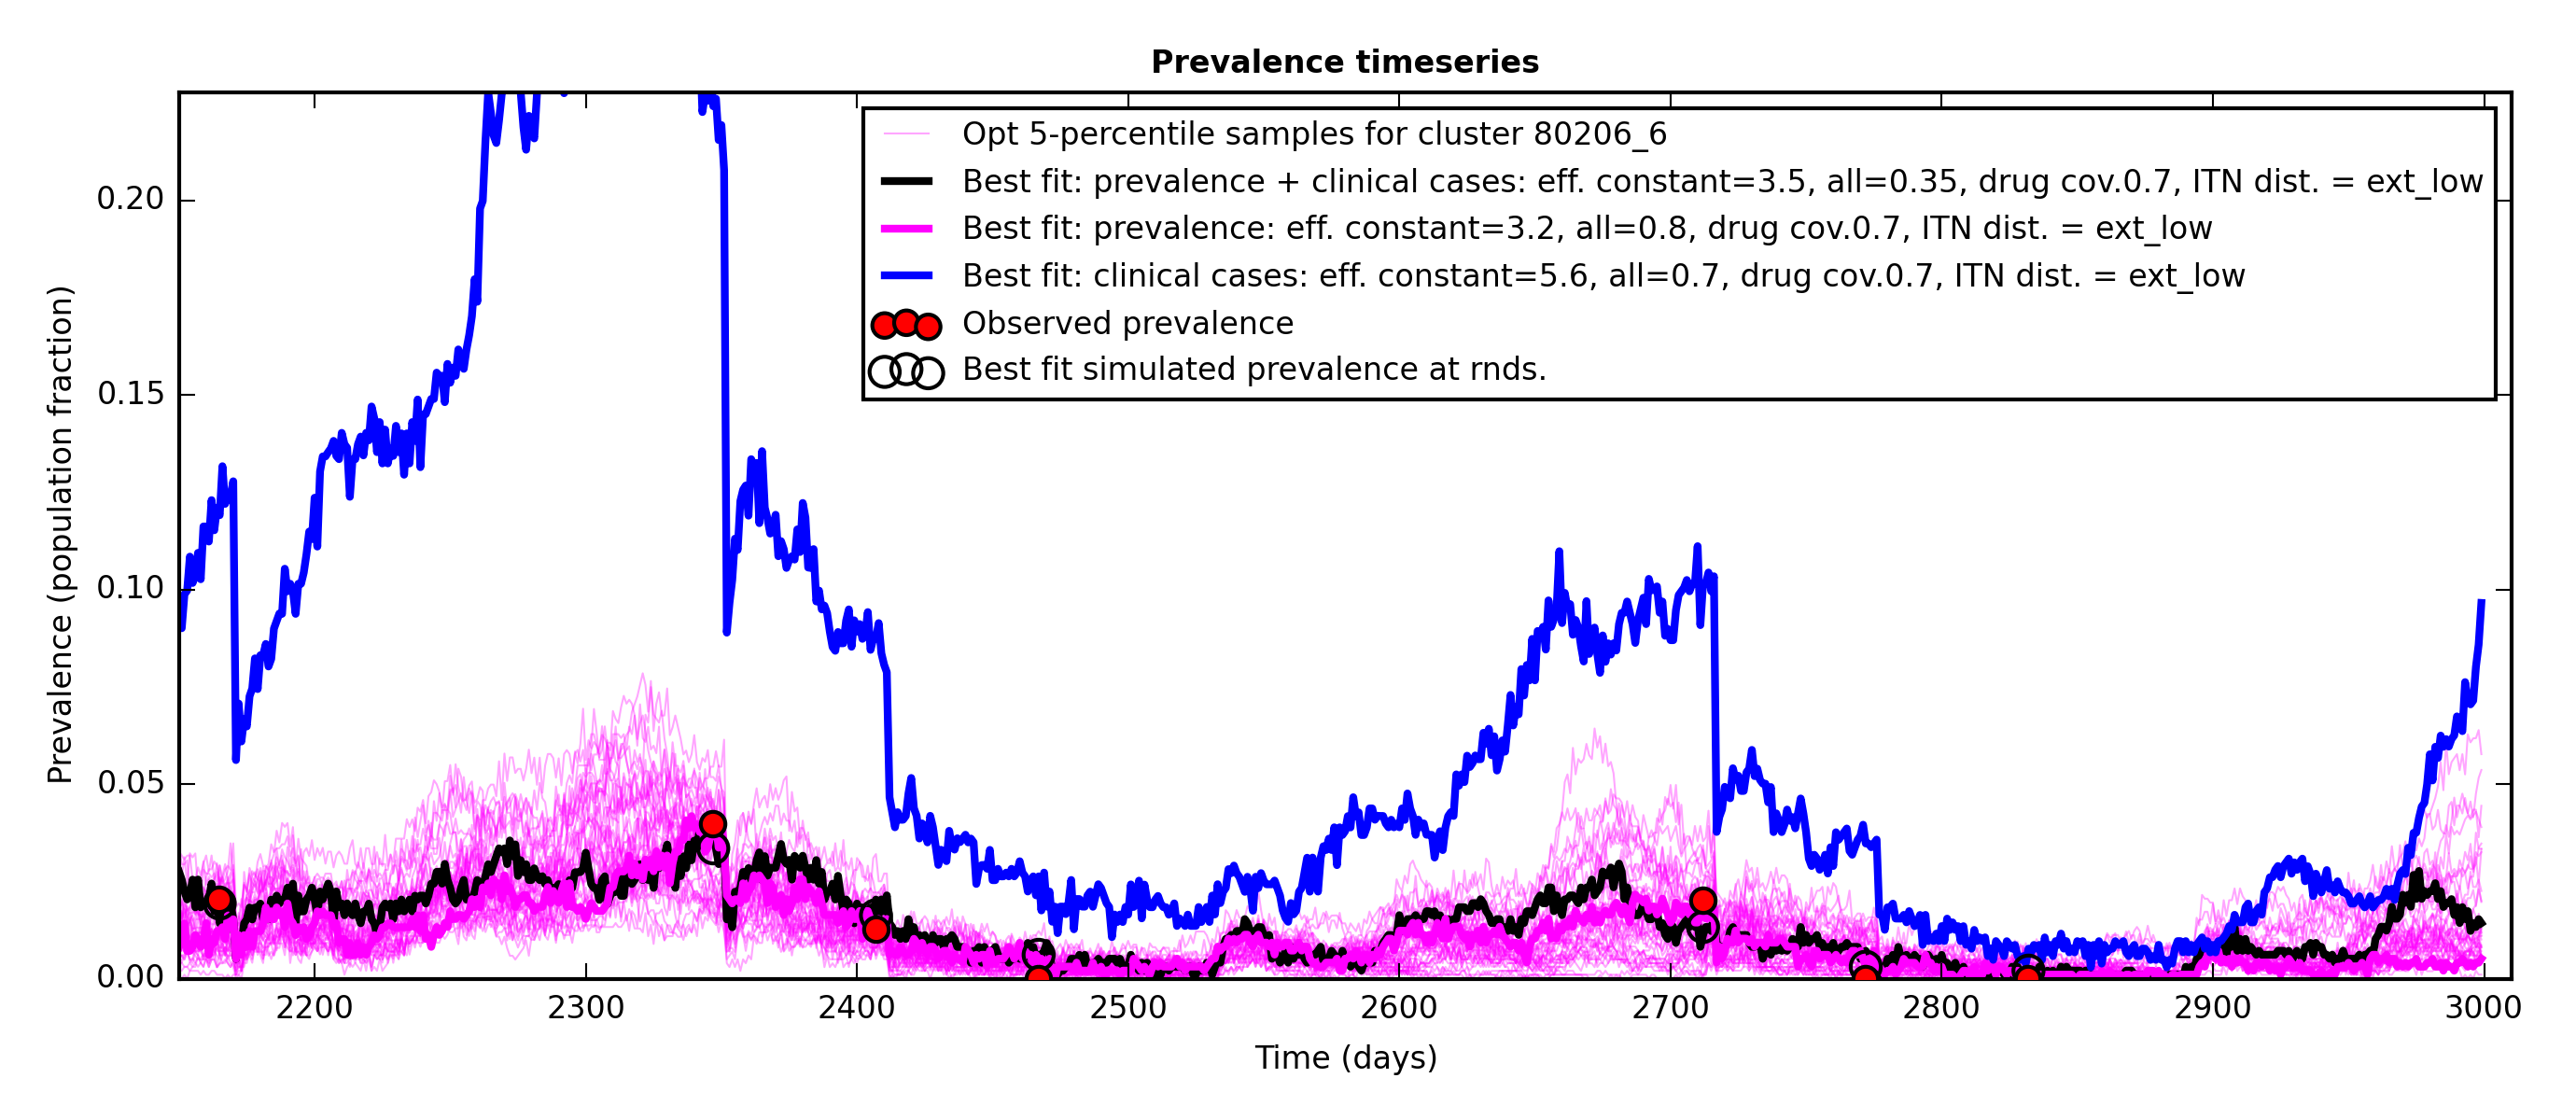 Prevalence timeseries
Opt 5-percentile samples for cluster 80206_6
Best fit: prevalence + clinical cases: eff. constant=3.5, all=0.35, drug cov.0.7, ITN dist. = ext_low
Best fit: prevalence: eff. constant=3.2, all=0.8, drug cov.0.7, ITN dist. = ext_low
Best fit: clinical cases: eff. constant=5.6, all=0.7, drug cov.0.7, ITN dist. = ext_low
Observed prevalence
Best fit simulated prevalence at rnds.
Prevalence (population fraction)
0.20
0.15
0.10
0.05
0.00
2200 2300 2400 2500 2600 2700 2800 2900 3000
Time (days)